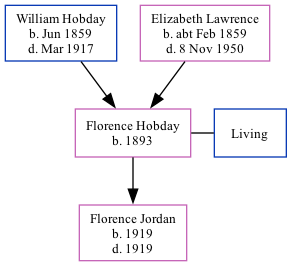 William Hobday
b. Jun 1859
d. Mar 1917
Elizabeth Lawrence
b. abt Feb 1859
d. 8 Nov 1950
Florence Hobday
b. 1893
Living
Florence Jordan
b. 1919
d. 1919